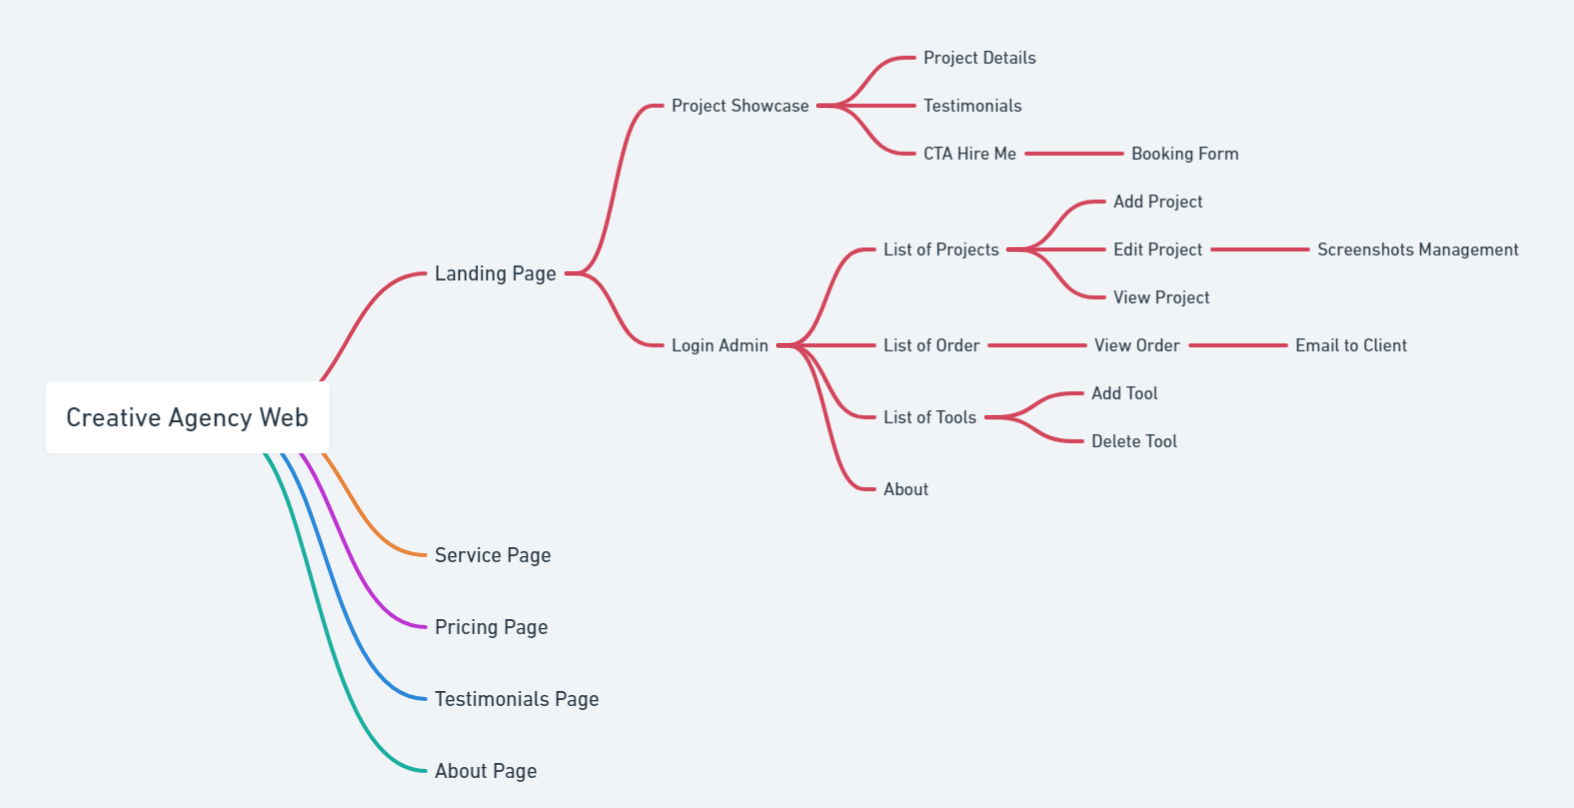 Project Details
Project Showcase
Testimonials
CTA Hire Me
Booking Form
Add Project
List of Projects
Edit Project
Screenshots Management
Landing Page
View Project
Login Admin
List of Order
View Order
Email to Client
Add Tool
List of Tools
Delete Tool
About
Creative Agency Web
Service Page
Pricing Page
Testimonials Page
About Page